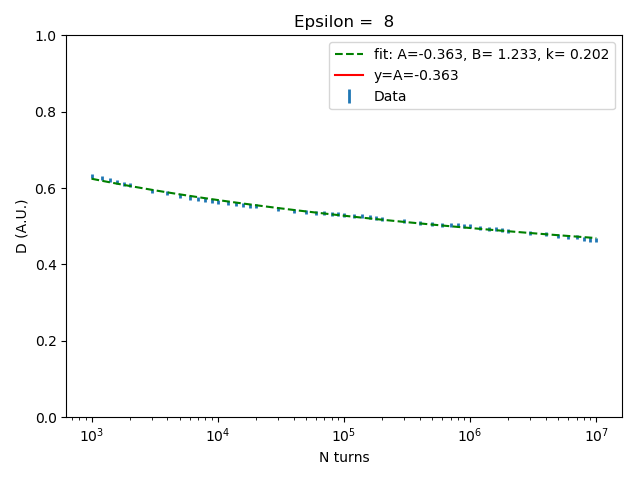 Epsilon =  8
fit: A=-0.363, B= 1.233, k= 0.202
y=A=-0.363
Data
D (A.U.)
1.0
0.8
0.6
0.4
0.2
0.0
10³ 10⁴ 10⁵ 10⁶ 10⁷
N turns